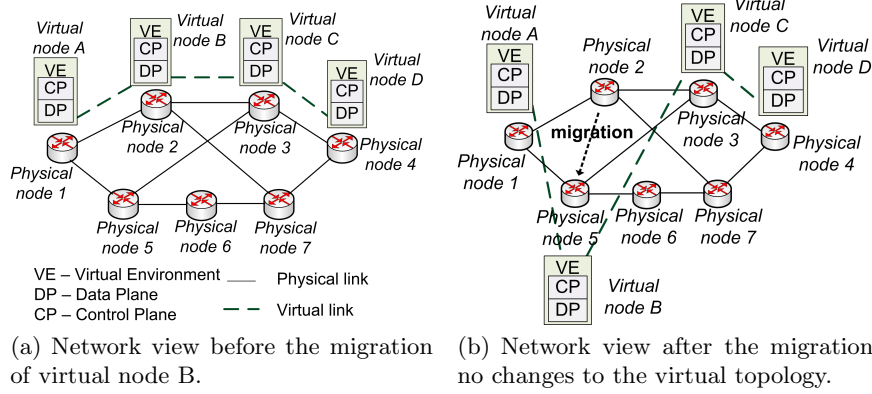 Virtual
node A
VE
CP
DP
Virtual
node B
VE
CP
DP
Virtual
node C
VE
CP
DP
Virtual
node D
VE
CP
DP
Physical
node 1
Physical
node 2
Physical
node 3
Physical
node 4
Physical
node 5
Physical
node 6
Physical
node 7
VE – Virtual Environment
DP – Data Plane
CP – Control Plane
Physical link
Virtual link
(a) Network view before the migration
of virtual node B.
Virtual
node A
VE
CP
DP
Physical
node 2
Virtual
node C
VE
CP
DP
Virtual
node D
VE
CP
DP
migration
Physical
node 1
Physical
node 3
Physical
node 4
Physical
node 5
Physical
node 6
Physical
node 7
VE
CP
DP
Virtual
node B
(b) Network view after the migration
no changes to the virtual topology.